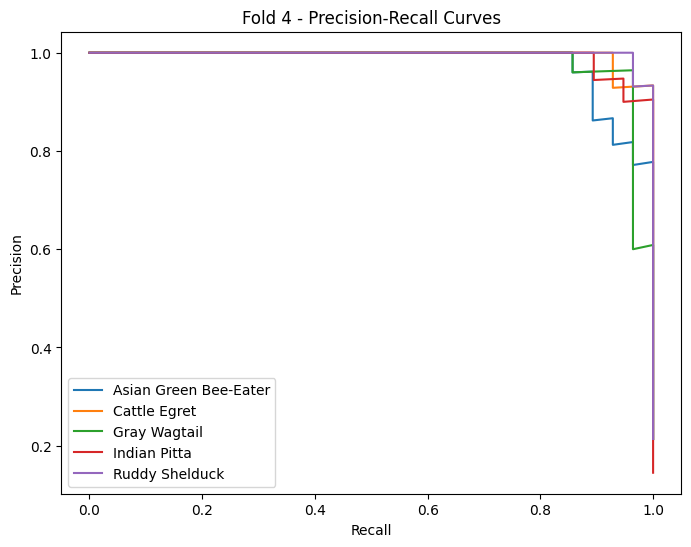 Fold 4 - Precision-Recall Curves
Precision
1.0
0.8
0.6
0.4
0.2
Asian Green Bee-Eater
Cattle Egret
Gray Wagtail
Indian Pitta
Ruddy Shelduck
0.0
0.2
0.4
0.6
0.8
1.0
Recall